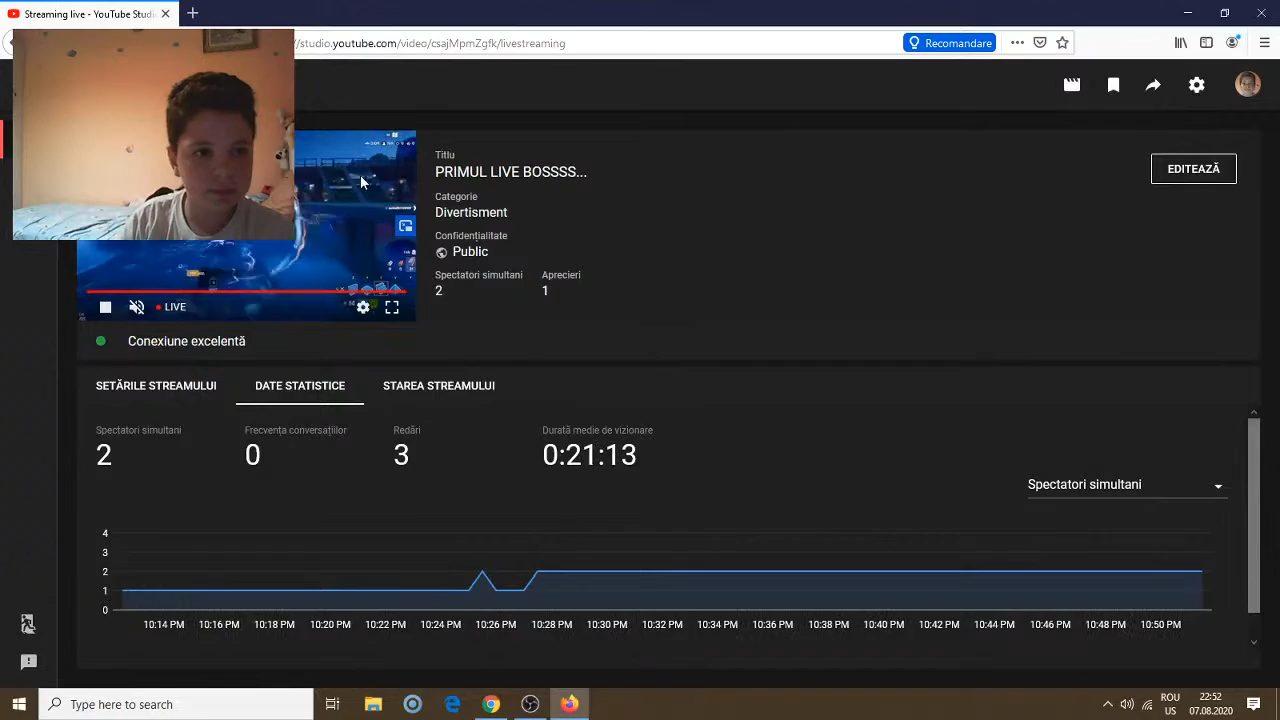 Streaming live - YouTube Studi
//studio.youtube.com/video/csajMpmZgfk/livestreaming
Recomandare
Titlu
PRIMUL LIVE BOSSSS...
EDITEAZĂ
Categorie
Divertisment
Confidențialitate
Public
Spectatori simultani
Aprecieri
2
1
LIVE
Conexiune excelentă
SETĂRILE STREAMULUI
DATE STATISTICE
STAREA STREAMULUI
Spectatori simultani
Frecvența conversațiilor
Redări
Durată medie de vizionare
2
0
3
0:21:13
Spectatori simultani
4
3
2
1
0
10:14 PM 10:16 PM 10:18 PM 10:20 PM 10:22 PM 10:24 PM 10:26 PM 10:28 PM 10:30 PM 10:32 PM 10:34 PM 10:36 PM 10:38 PM 10:40 PM 10:42 PM 10:44 PM 10:46 PM 10:48 PM 10:50 PM
Type here to search
ROU
US
22:52
07.08.2020